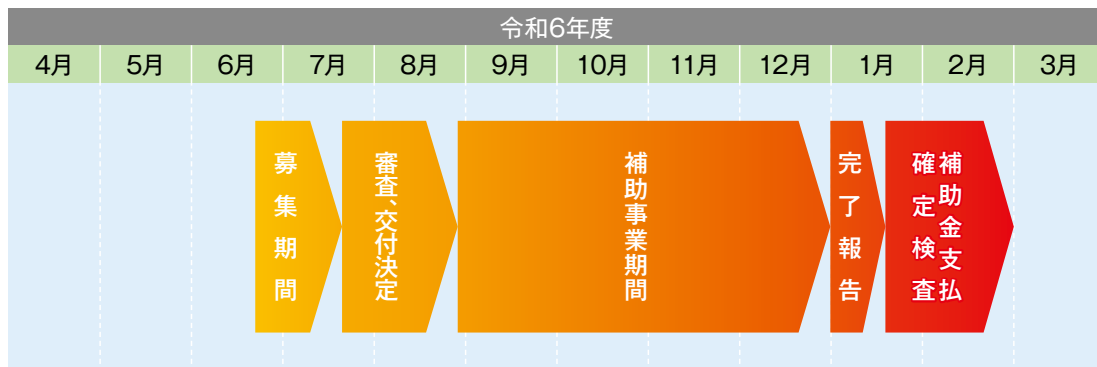 令和6年度
4月
5月
6月
7月
8月
9月
10月
11月
12月
1月
2月
3月
募集期間
審査、交付決定
補助事業期間
完了報告
補助金支払
確定検査